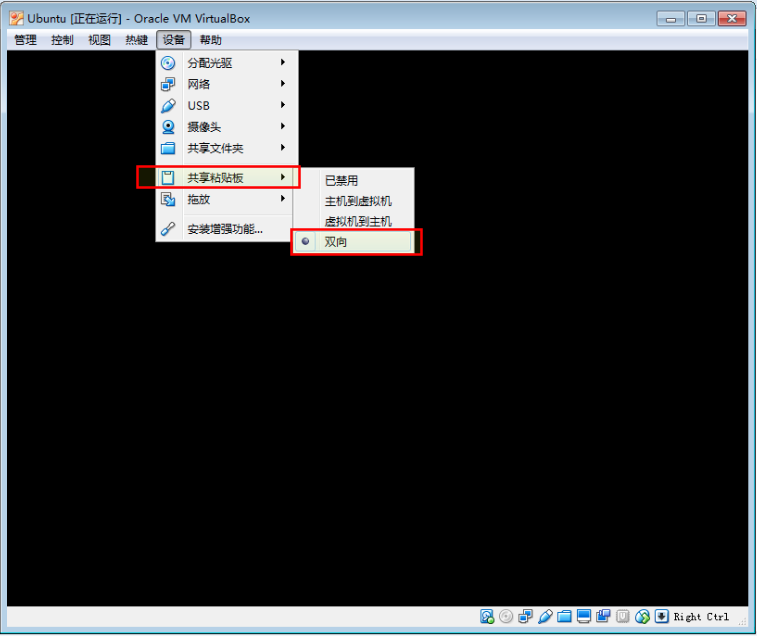 Ubuntu [正在运行] - Oracle VM VirtualBox
管理 控制 视图 热键 设备 帮助
分配光驱
网络
USB
摄像头
共享文件夹
共享粘贴板
拖放
安装增强功能...
已禁用
主机到虚拟机
虚拟机到主机
双向
Right Ctrl